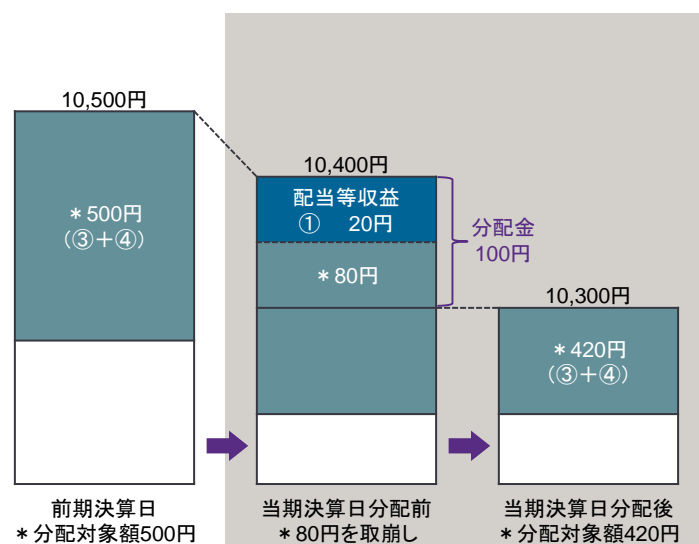 10,500円
＊500円
（③＋④）
前期決算日
＊分配対象額500円
10,400円
配当等収益
① 20円
＊80円
分配金
100円
当期決算日分配前
＊80円を取崩し
10,300円
＊420円
（③＋④）
当期決算日分配後
＊分配対象額420円